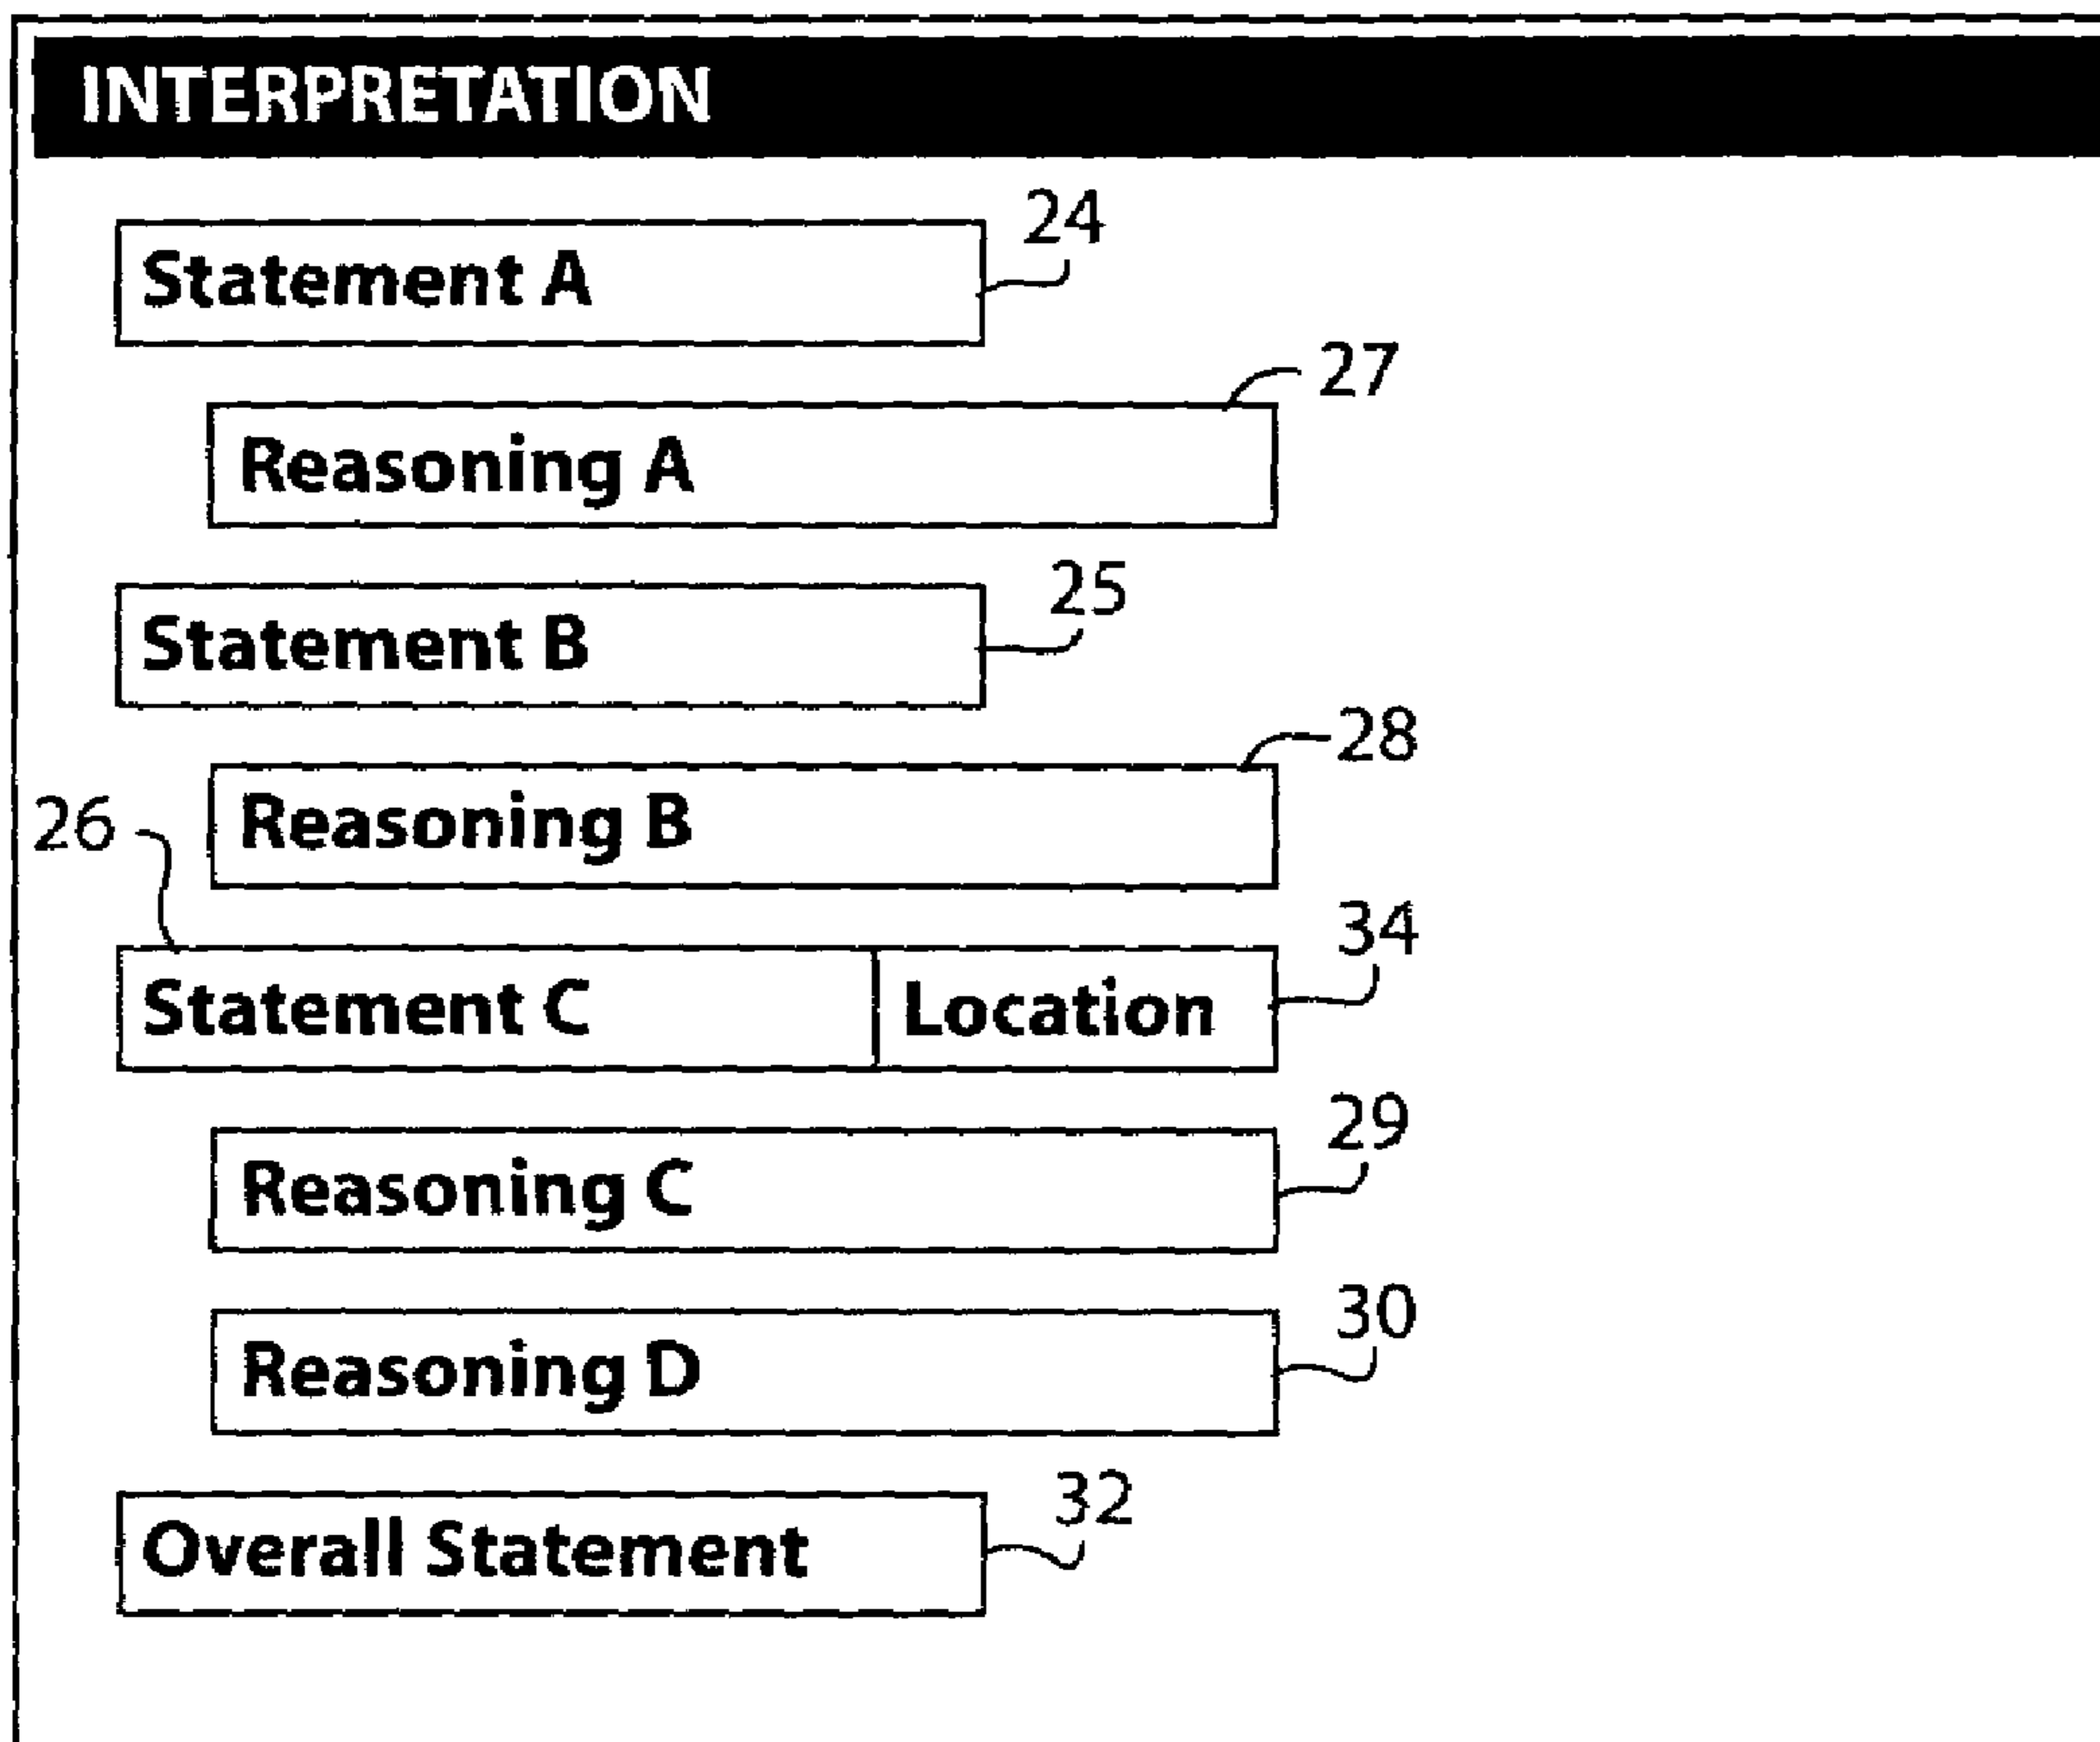 INTERPRETATION
24
Statement A
27
Reasoning A
25
Statement B
28
Reasoning B
26
34
Statement C Location
29
Reasoning C
30
Reasoning D
32
Overall Statement